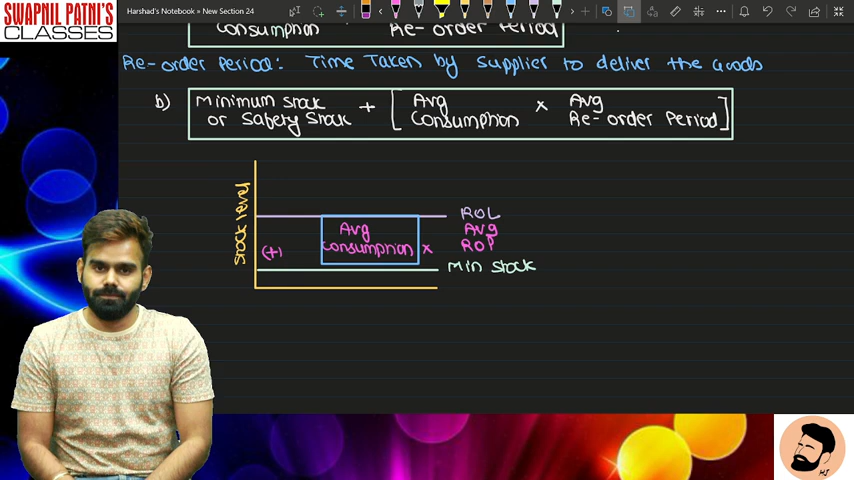 SWAPNIL PATNI'S
CLASSES
Harshad's Notebook » New Section 24
Consumption Re-order Period
Re-order Period: Time Taken by Supplier to deliver the Goods
b) Minimum stock + [ Avg × Avg
or Safety Stock Consumption Re-order Period]
Stock level
ROL
Avg Avg
(+) Consumption × ROP
Min stock
HJ